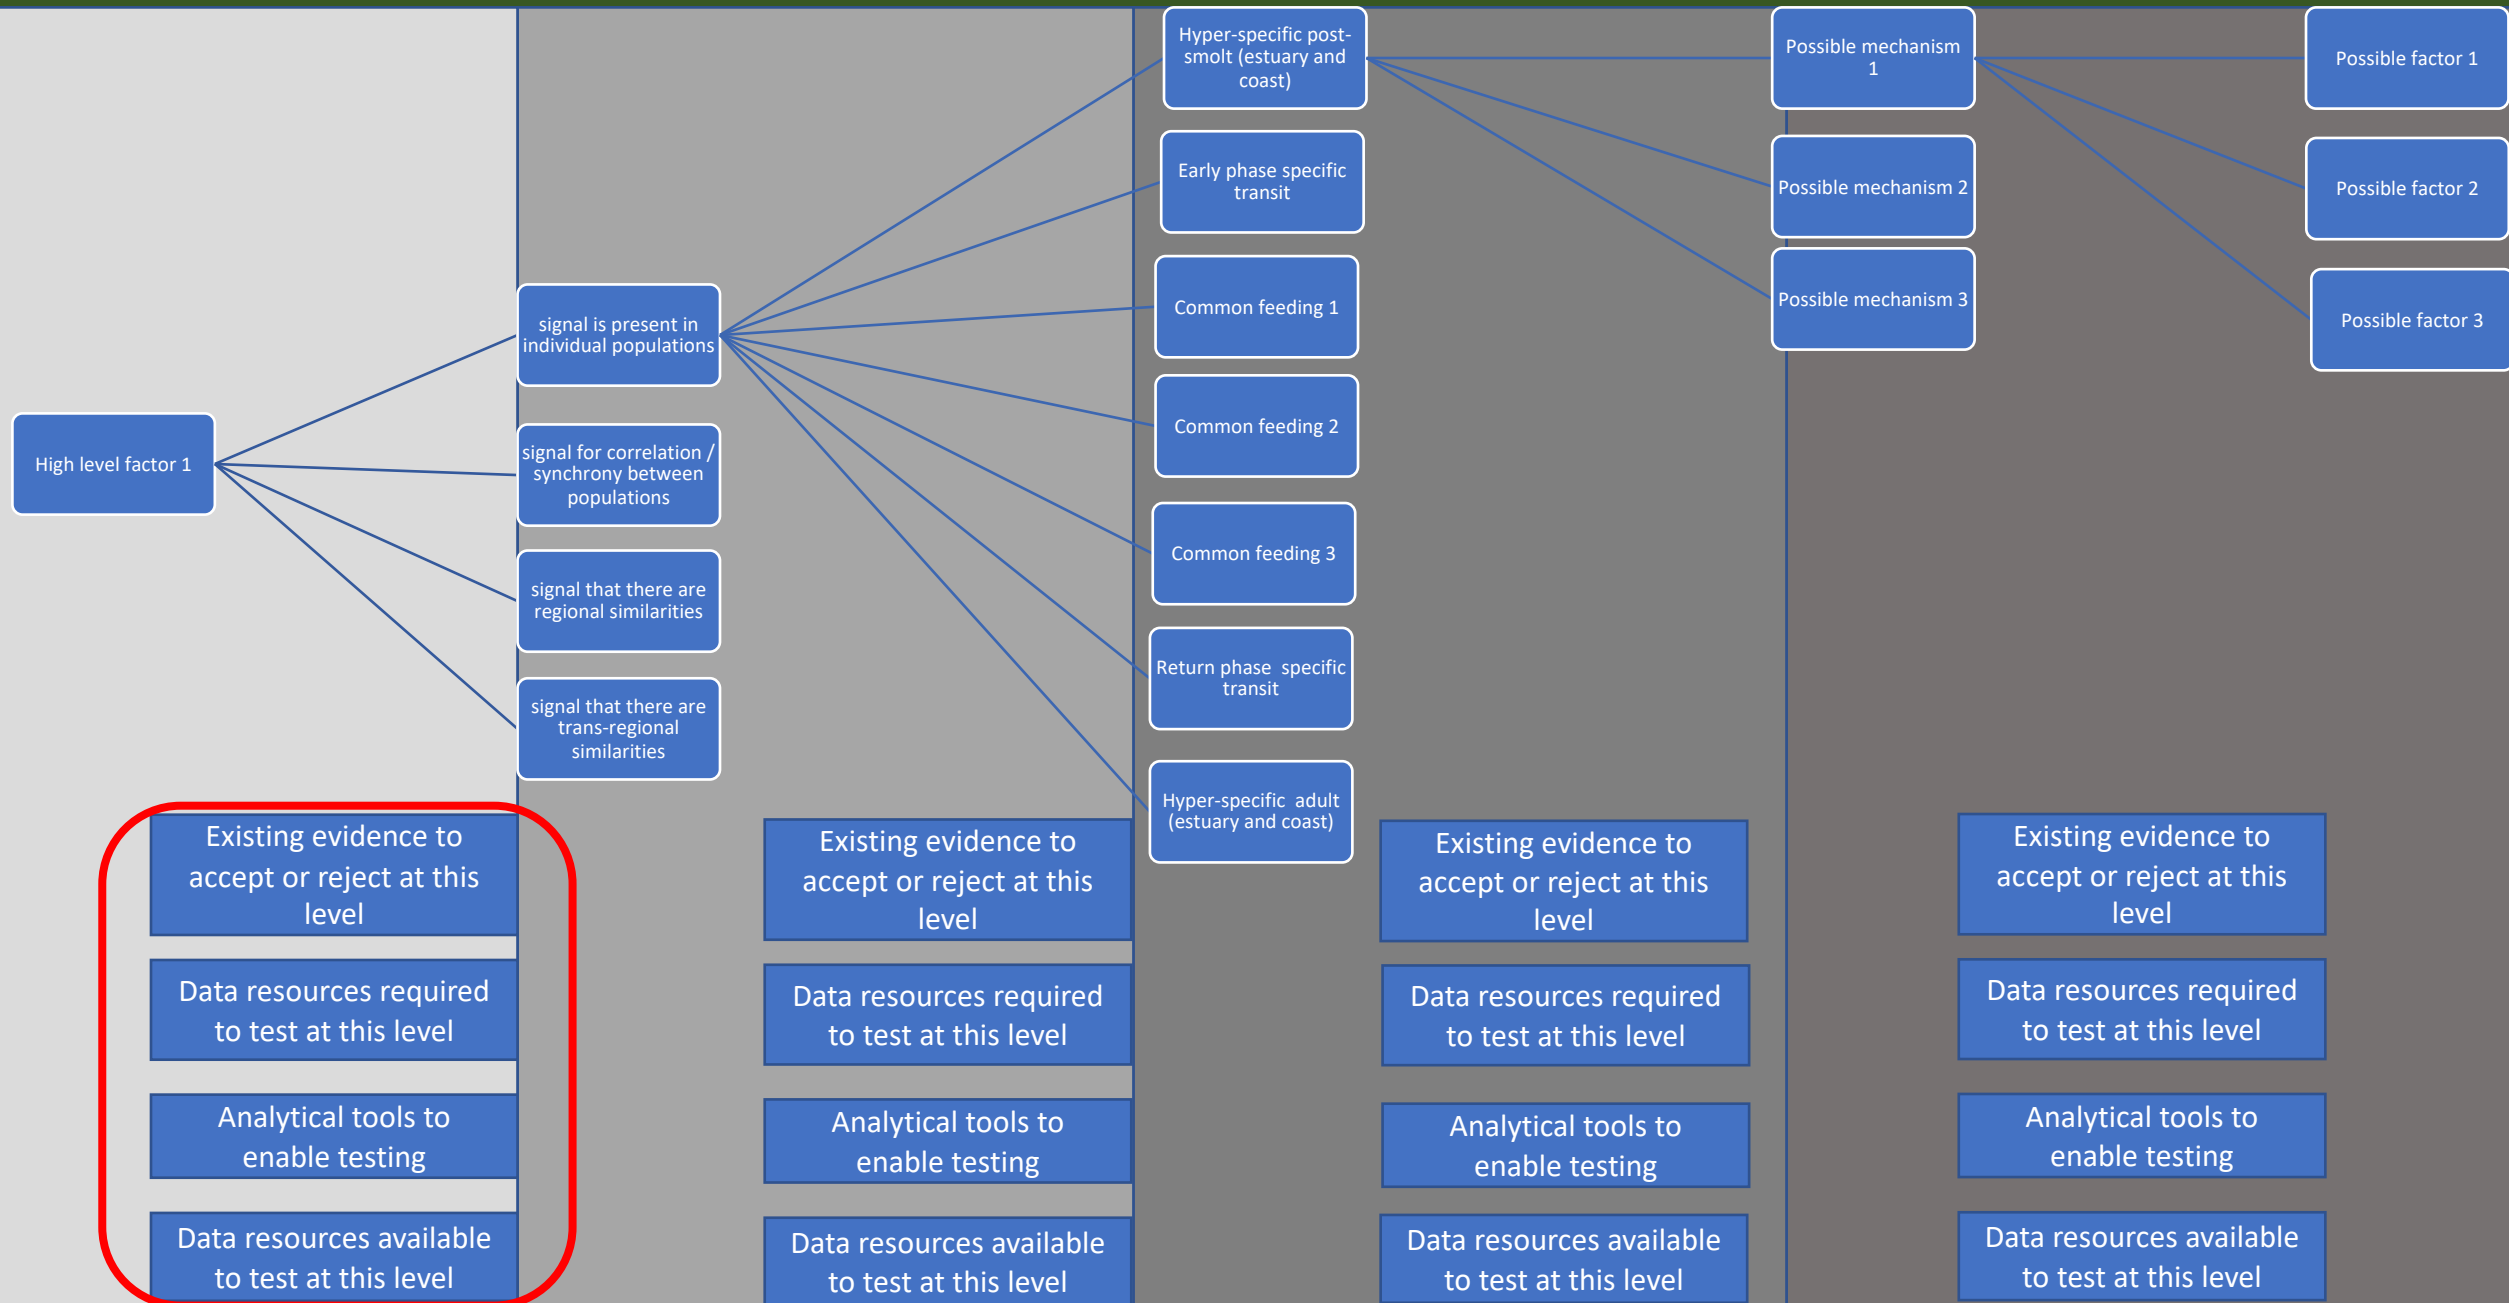 High level factor 1
signal is present in
individual populations
signal for correlation /
synchrony between
populations
signal that there are
regional similarities
signal that there are
trans-regional
similarities
Hyper-specific post-
smolt (estuary and
coast)
Early phase specific
transit
Common feeding 1
Common feeding 2
Common feeding 3
Return phase  specific
transit
Hyper-specific  adult
(estuary and coast)
Possible mechanism
1
Possible mechanism 2
Possible mechanism 3
Possible factor 1
Possible factor 2
Possible factor 3
Existing evidence to
accept or reject at this
level
Data resources required
to test at this level
Analytical tools to
enable testing
Data resources available
to test at this level
Existing evidence to
accept or reject at this
level
Data resources required
to test at this level
Analytical tools to
enable testing
Data resources available
to test at this level
Existing evidence to
accept or reject at this
level
Data resources required
to test at this level
Analytical tools to
enable testing
Data resources available
to test at this level
Existing evidence to
accept or reject at this
level
Data resources required
to test at this level
Analytical tools to
enable testing
Data resources available
to test at this level